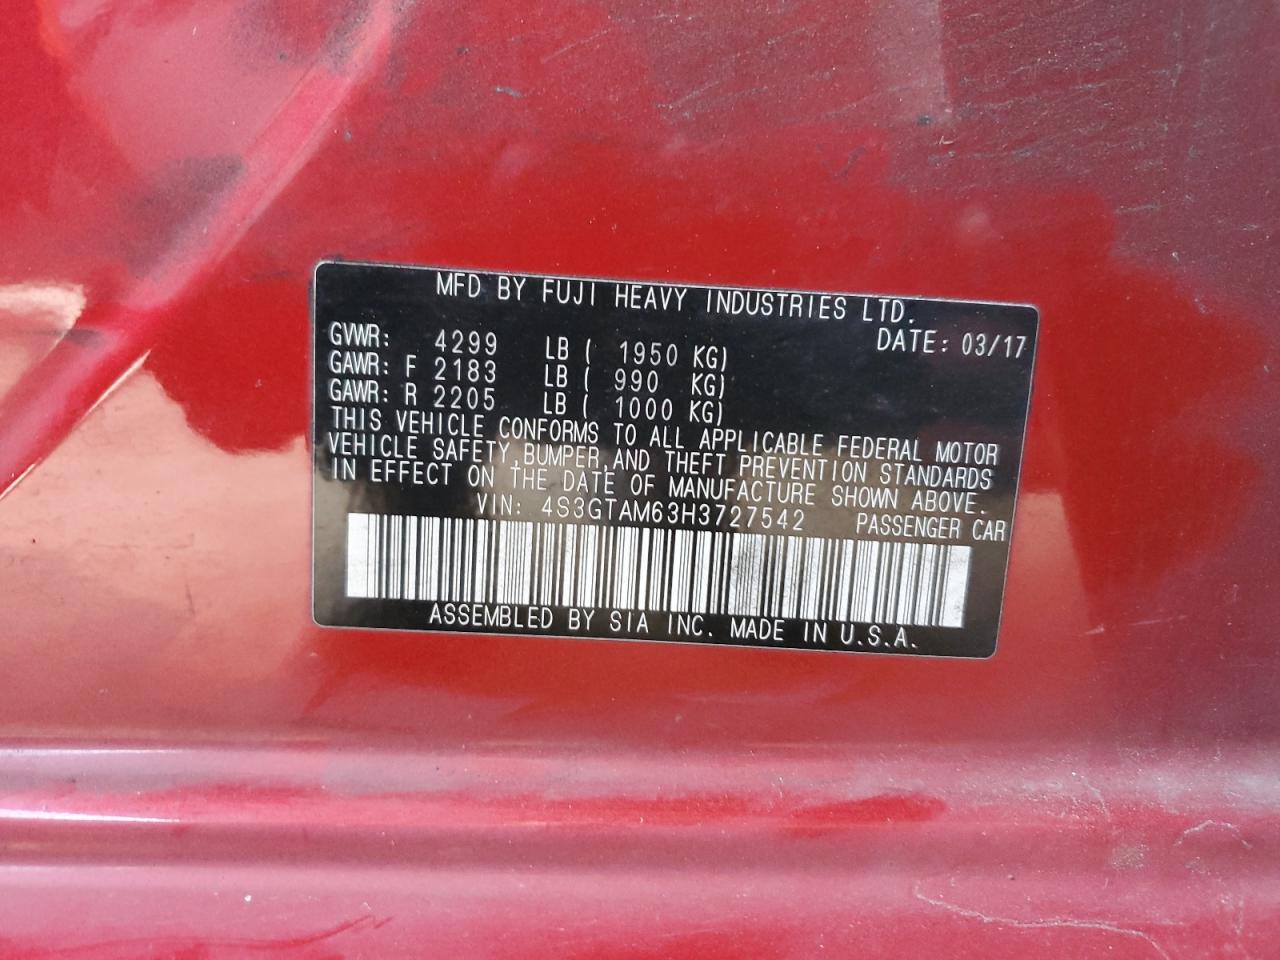 MFD BY FUJI HEAVY INDUSTRIES LTD.
DATE: 03/17
GVWR: 4299 LB ( 1950 KG)
GAWR: F 2183 LB ( 990 KG)
GAWR: R 2205 LB ( 1000 KG)
THIS VEHICLE CONFORMS TO ALL APPLICABLE FEDERAL MOTOR
VEHICLE SAFETY,BUMPER,AND THEFT PREVENTION STANDARDS
IN EFFECT ON THE DATE OF MANUFACTURE SHOWN ABOVE.
VIN: 4S3GTAM63H3727542 PASSENGER CAR
ASSEMBLED BY SIA INC. MADE IN U.S.A.